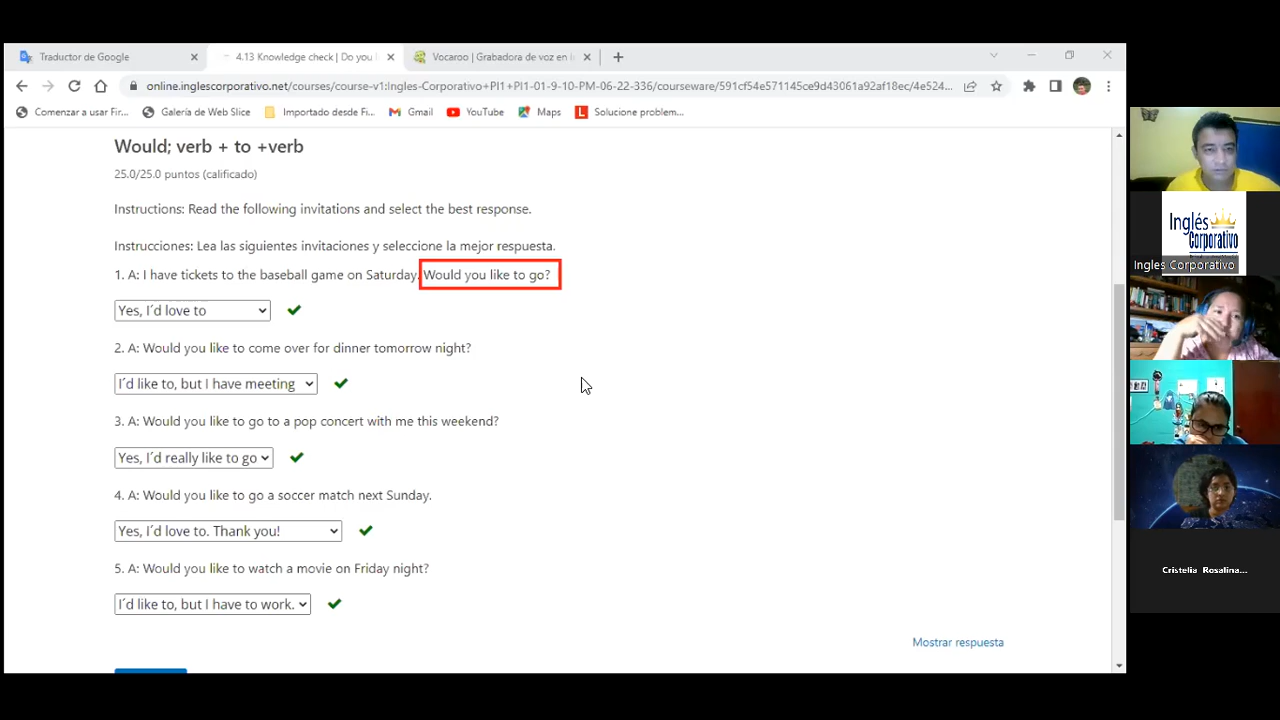 Traductor de Google
4.13 Knowledge check | Do you
Vocaroo | Grabadora de voz en
online.inglescorporativo.net/courses/course-v1:Ingles-Corporativo+PI1+PI1-01-9-10-PM-06-22-336/courseware/591cf54e571145ce9d43061a92af18ec/4e524...
Comenzar a usar Fir...
Galería de Web Slice
Importado desde Fi...
Gmail
YouTube
Maps
Solucione problem...
Would; verb + to +verb
25.0/25.0 puntos (calificado)
Instructions: Read the following invitations and select the best response.
Instrucciones: Lea las siguientes invitaciones y seleccione la mejor respuesta.
1. A: I have tickets to the baseball game on Saturday. Would you like to go?
Yes, I´d love to
2. A: Would you like to come over for dinner tomorrow night?
I´d like to, but I have meeting
3. A: Would you like to go to a pop concert with me this weekend?
Yes, I´d really like to go
4. A: Would you like to go a soccer match next Sunday.
Yes, I´d love to. Thank you!
5. A: Would you like to watch a movie on Friday night?
I´d like to, but I have to work.
Mostrar respuesta
Inglés
Corporativo
Ingles Corporativo
Cristelia Rosalina...